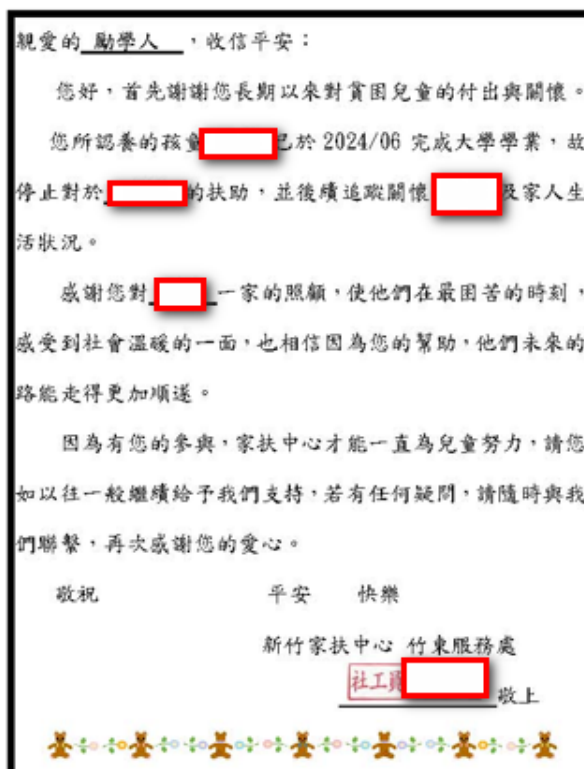 親愛的 勵學人 ，收信平安：
您好，首先謝謝您長期以來對貧困兒童的付出與關懷。
您所認養的孩童 已於 2024/06 完成大學學業，故
停止對於 的扶助，並後續追蹤關懷 及家人生
活狀況。
感謝您對 一家的照顧，使他們在最困苦的時刻，
感受到社會溫暖的一面，也相信因為您的幫助，他們未來的
路能走得更加順遂。
因為有您的參與，家扶中心才能一直為兒童努力，請您
如以往一般繼續給予我們支持，若有任何疑問，請隨時與我
們聯繫，再次感謝您的愛心。
敬祝 平安 快樂
新竹家扶中心 竹東服務處
社工員 敬上